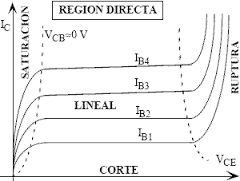 REGION DIRECTA
IC
SATURACION
VCB=0 V
IB4
IB3
LINEAL
IB2
IB1
RUPTURA
VCE
CORTE